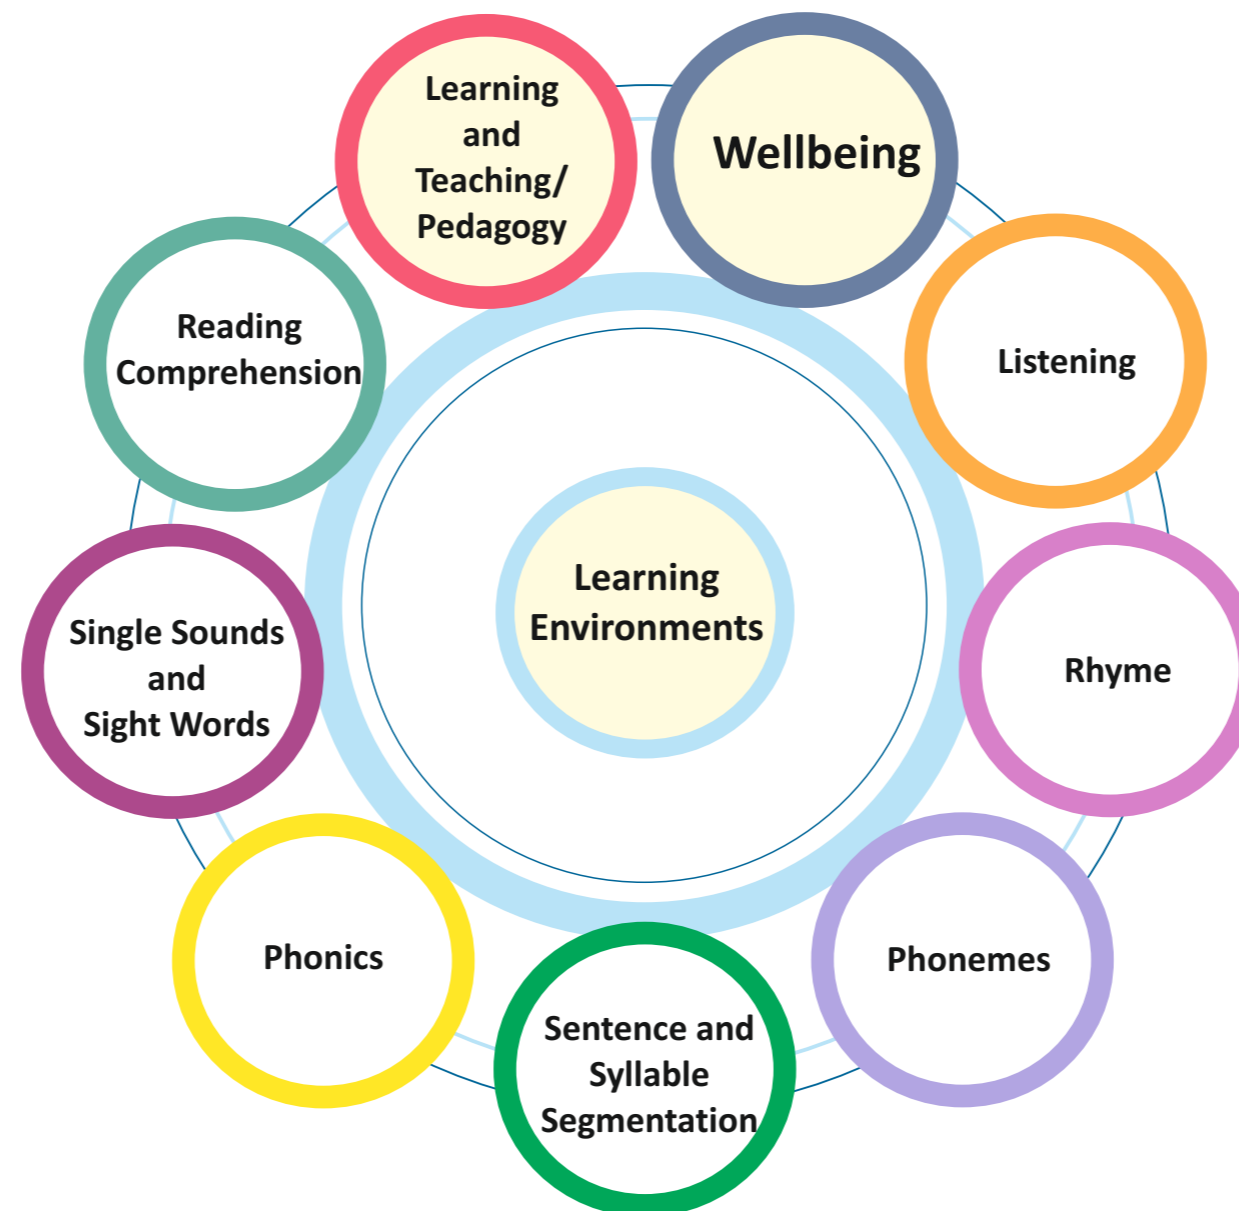 Learning
and
Teaching/
Pedagogy
Wellbeing
Listening
Rhyme
Phonemes
Sentence and
Syllable
Segmentation
Phonics
Single Sounds
and
Sight Words
Reading
Comprehension
Learning
Environments